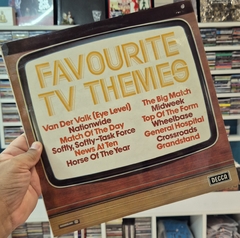 FAVOURITE
TV THEMES
Van Der Valk (Eye Level)
Nationwide
Match Of The Day
Softly, Softly-Task Force
News At Ten
Horse Of The Year
The Big Match
Midweek
Top Of The Form
Wheelbase
General Hospital
Crossroads
Grandstand
DECCA